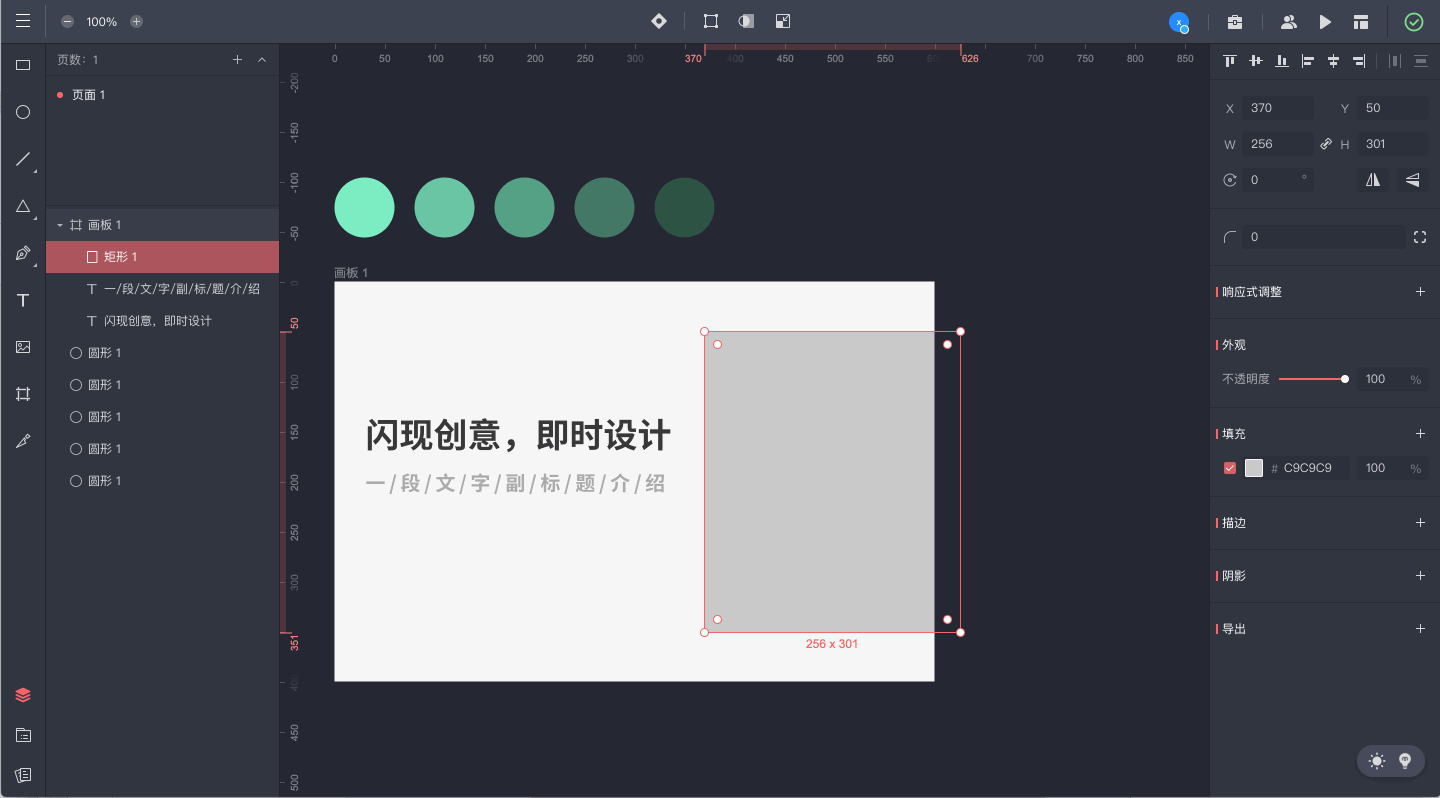 100%
x
页数：1
页面 1
画板 1
矩形 1
一/段/文/字/副/标/题/介/绍
闪现创意，即时设计
圆形 1
圆形 1
圆形 1
圆形 1
圆形 1
0 50 100 150 200 250 300 370 400 450 500 550 600 626 700 750 800 850
-200
-150
-100
-50
0
50
100
150
200
250
300
351
400
450
500
画板 1
闪现创意，即时设计
一/段/文/字/副/标/题/介/绍
256 x 301
X 370 Y 50
W 256 H 301
0 °
0
响应式调整
外观
不透明度 100 %
填充
# C9C9C9 100 %
描边
阴影
导出